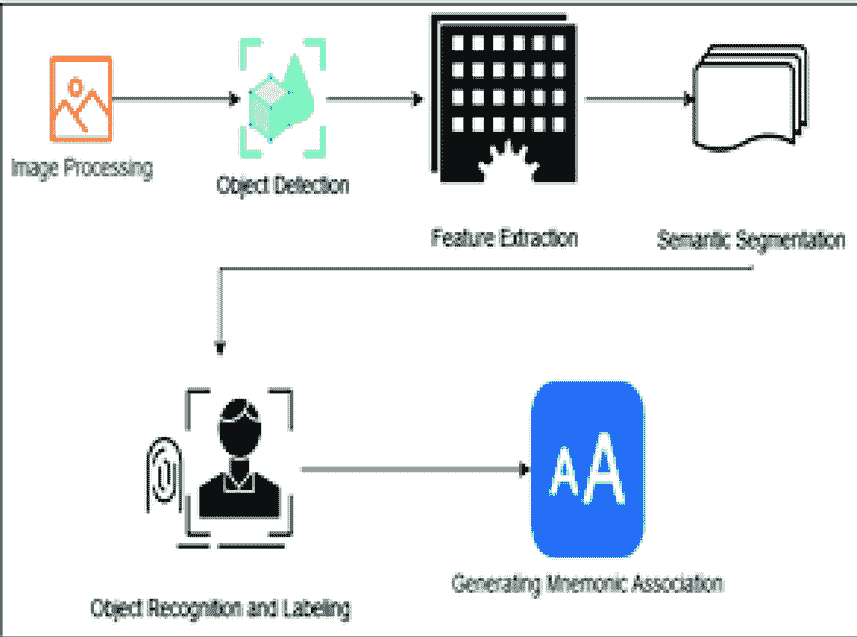 Image Processing
Object Detection
Feature Extraction
Semantic Segmentation
Object Recognition and Labeling
AA
Generating Mnemonic Association